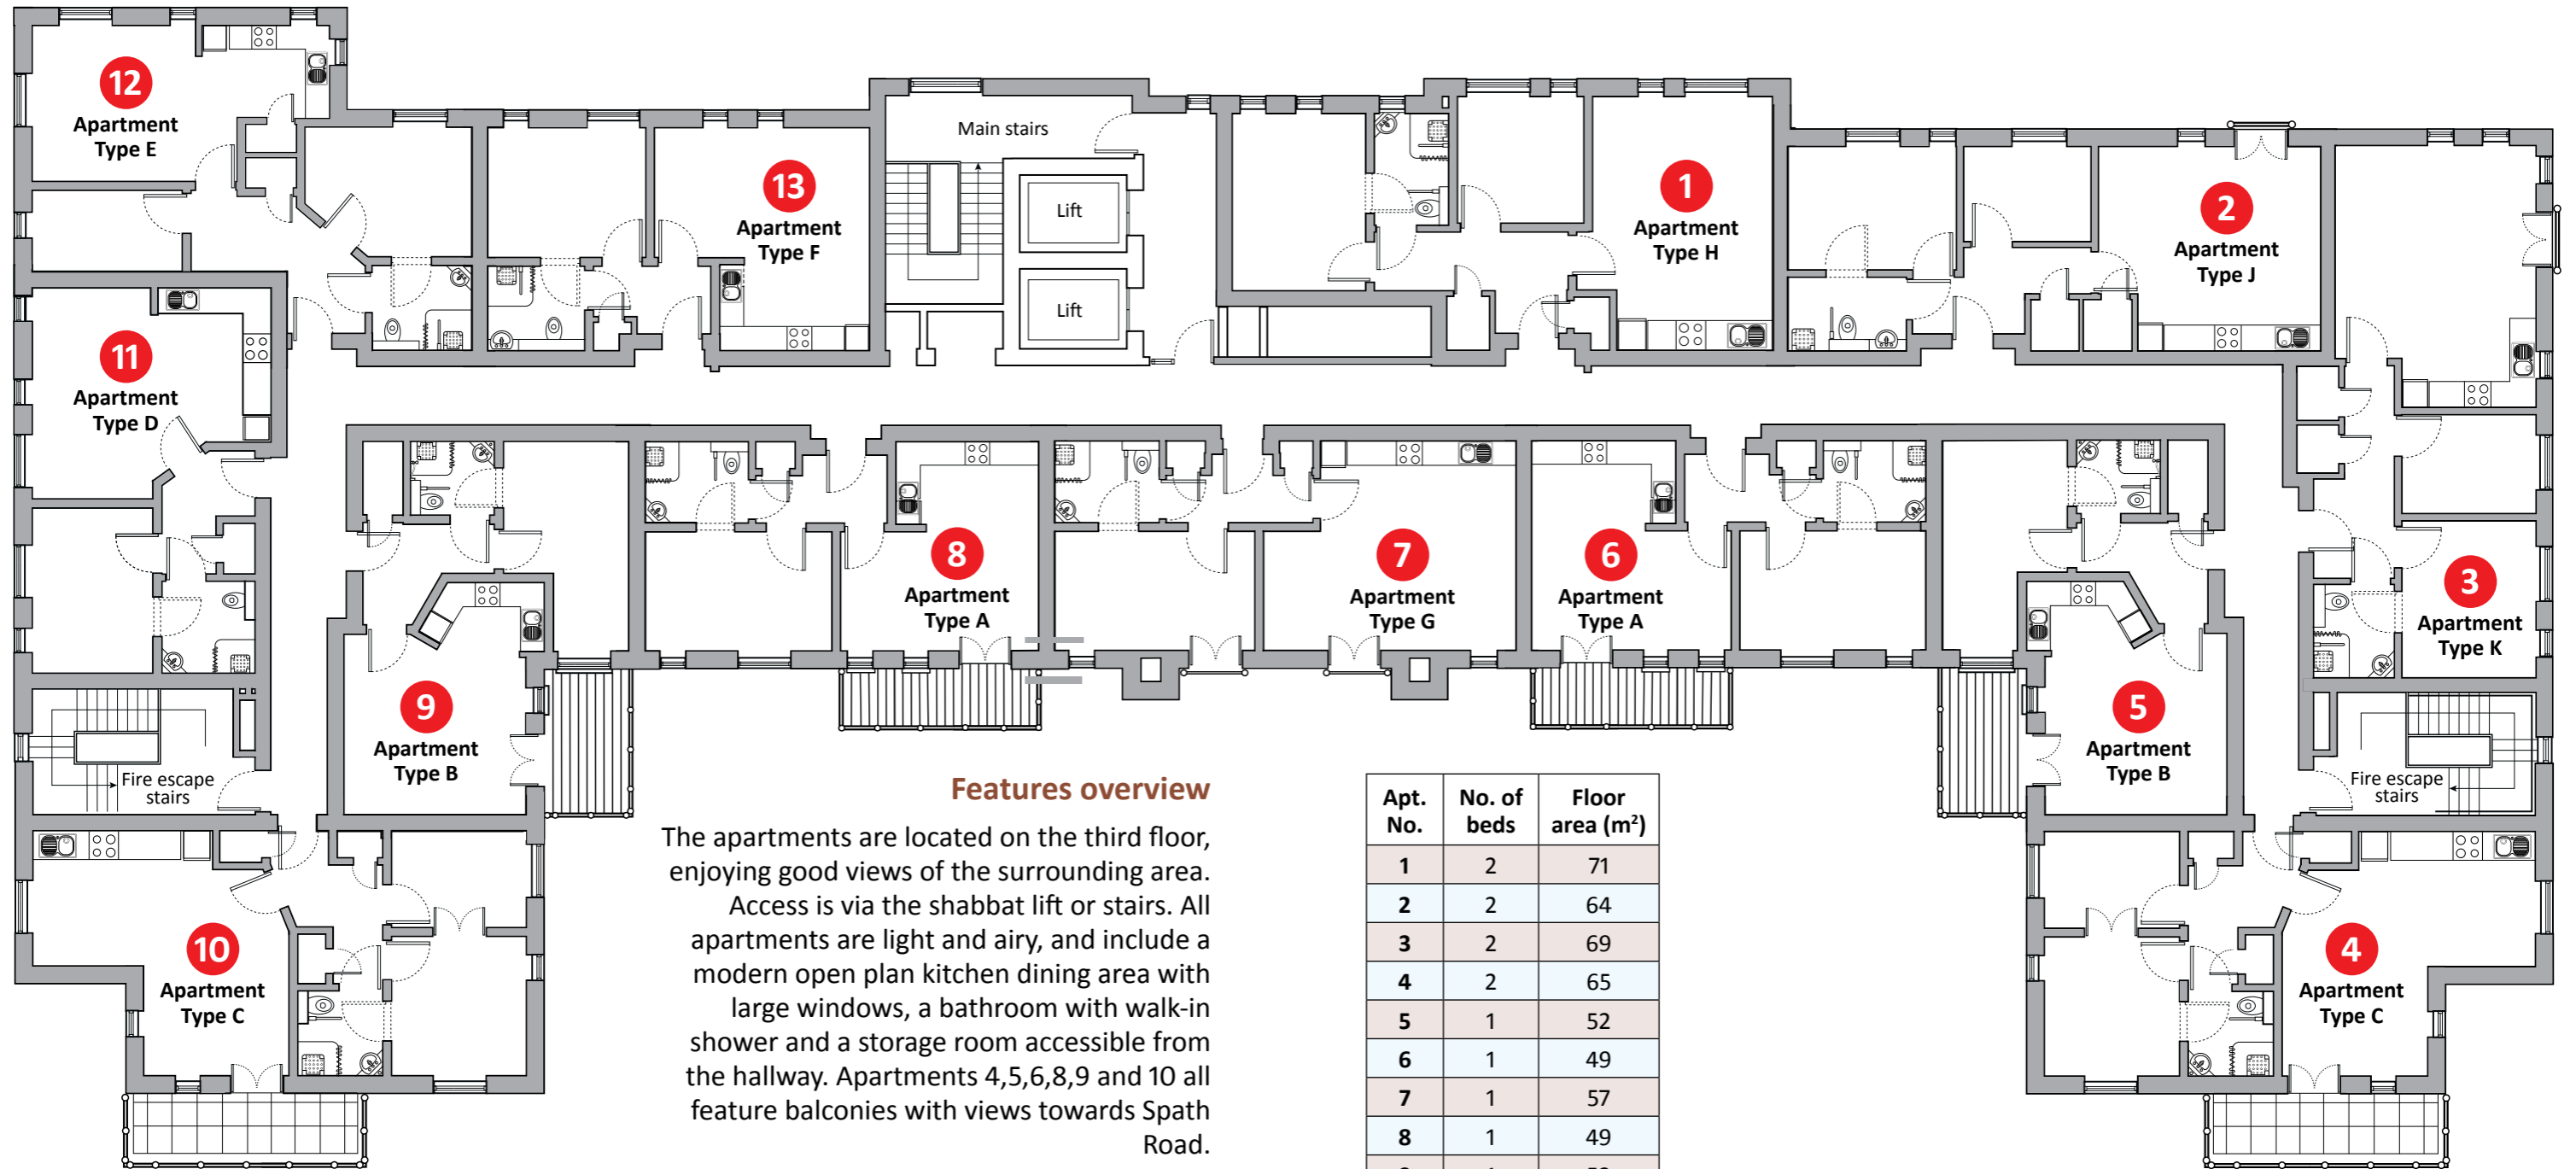 12
Apartment
Type E
13
Apartment
Type F
Main stairs
Lift
Lift
1
Apartment
Type H
2
Apartment
Type J
11
Apartment
Type D
8
Apartment
Type A
7
Apartment
Type G
6
Apartment
Type A
3
Apartment
Type K
9
Apartment
Type B
5
Apartment
Type B
Fire escape
stairs
Fire escape
stairs
10
Apartment
Type C
4
Apartment
Type C
Features overview
The apartments are located on the third floor,
enjoying good views of the surrounding area.
Access is via the shabbat lift or stairs. All
apartments are light and airy, and include a
modern open plan kitchen dining area with
large windows, a bathroom with walk-in
shower and a storage room accessible from
the hallway. Apartments 4,5,6,8,9 and 10 all
feature balconies with views towards Spath
Road.
Apt. No. No. of beds Floor area (m²)
1 2 71
2 2 64
3 2 69
4 2 65
5 1 52
6 1 49
7 1 57
8 1 49